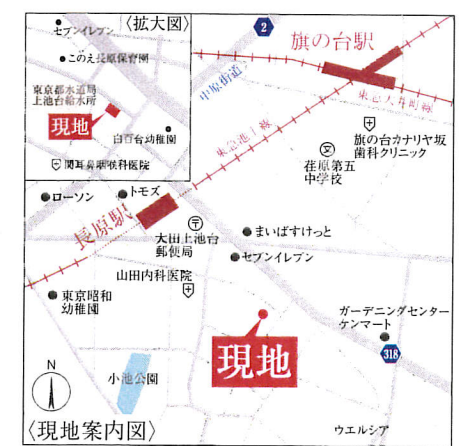 〈拡大図〉
セブンイレブン
このえ長原保育園
東京都水道局
上池台給水所
現地
白百台幼稚園
関耳鼻咽喉科医院
2
中原街道
旗の台駅
東急大井町線
東急池上線
旗の台カナリヤ坂
歯科クリニック
荏原第五
中学校
ローソン
トモズ
長原駅
大田上池台
郵便局
まいばすけっと
セブンイレブン
山田内科医院
東京昭和
幼稚園
ガーデニングセンター
ケンマート
318
現地
N
小池公園
〈現地案内図〉
ウエルシア